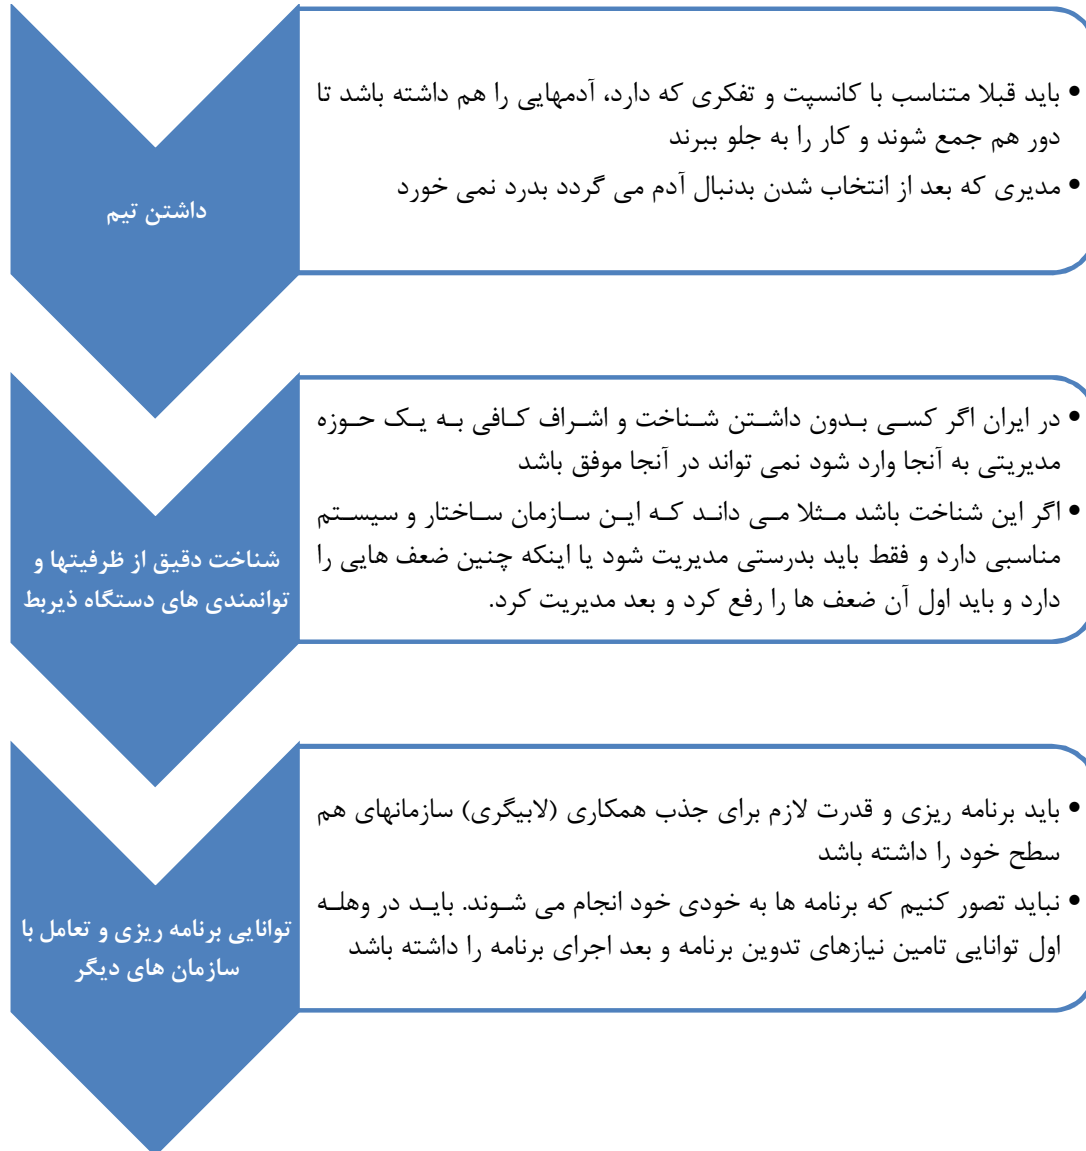 داشتن تیم
• باید قبلا متناسب با کانسپت و تفکری که دارد، آدمهایی را هم داشته باشد تا
دور هم جمع شوند و کار را به جلو ببرند
• مدیری که بعد از انتخاب شدن بدنبال آدم می گردد بدرد نمی خورد
شناخت دقیق از ظرفیتها و
توانمندی های دستگاه ذیربط
• در ایران اگر کسی بدون داشتن شناخت و اشراف کافی به یک حوزه
مدیریتی به آنجا وارد شود نمی تواند در آنجا موفق باشد
• اگر این شناخت باشد مثلا می داند که این سازمان ساختار و سیستم
مناسبی دارد و فقط باید بدرستی مدیریت شود یا اینکه چنین ضعف هایی را
دارد و باید اول آن ضعف ها را رفع کرد و بعد مدیریت کرد.
توانایی برنامه ریزی و تعامل با
سازمان های دیگر
• باید برنامه ریزی و قدرت لازم برای جذب همکاری (لابیگری) سازمانهای هم
سطح خود را داشته باشد
• نباید تصور کنیم که برنامه ها به خودی خود انجام می شوند. باید در وهله
اول توانایی تامین نیازهای تدوین برنامه و بعد اجرای برنامه را داشته باشد